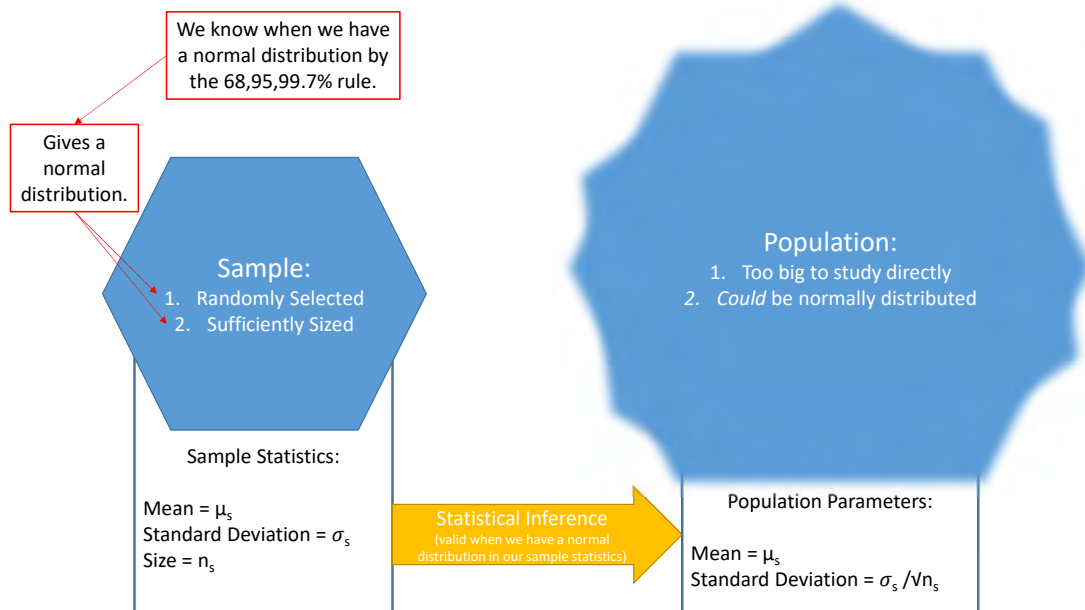 We know when we have
a normal distribution by
the 68,95,99.7% rule.
Gives a
normal
distribution.
Sample:
1. Randomly Selected
2. Sufficiently Sized
Population:
1. Too big to study directly
2. Could be normally distributed
Sample Statistics:
Mean = μₛ
Standard Deviation = σₛ
Size = nₛ
Statistical Inference
(valid when we have a normal
distribution in our sample statistics)
Population Parameters:
Mean = μₛ
Standard Deviation = σₛ /√nₛ